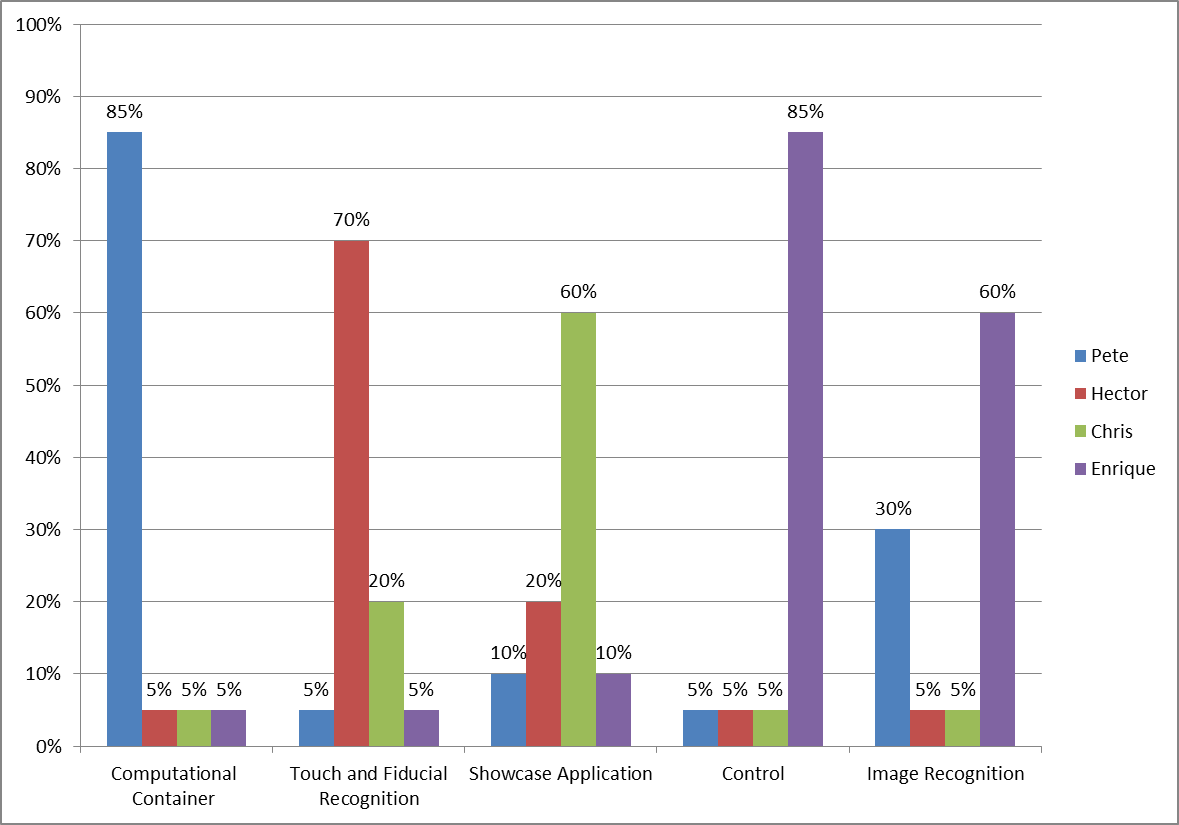 100%
90%
80%
70%
60%
50%
40%
30%
20%
10%
0%
85%
5%
5%
5%
5%
70%
20%
5%
10%
20%
60%
10%
5%
5%
5%
85%
30%
5%
5%
60%
Computational
Container
Touch and Fiducial
Recognition
Showcase Application
Control
Image Recognition
Pete
Hector
Chris
Enrique